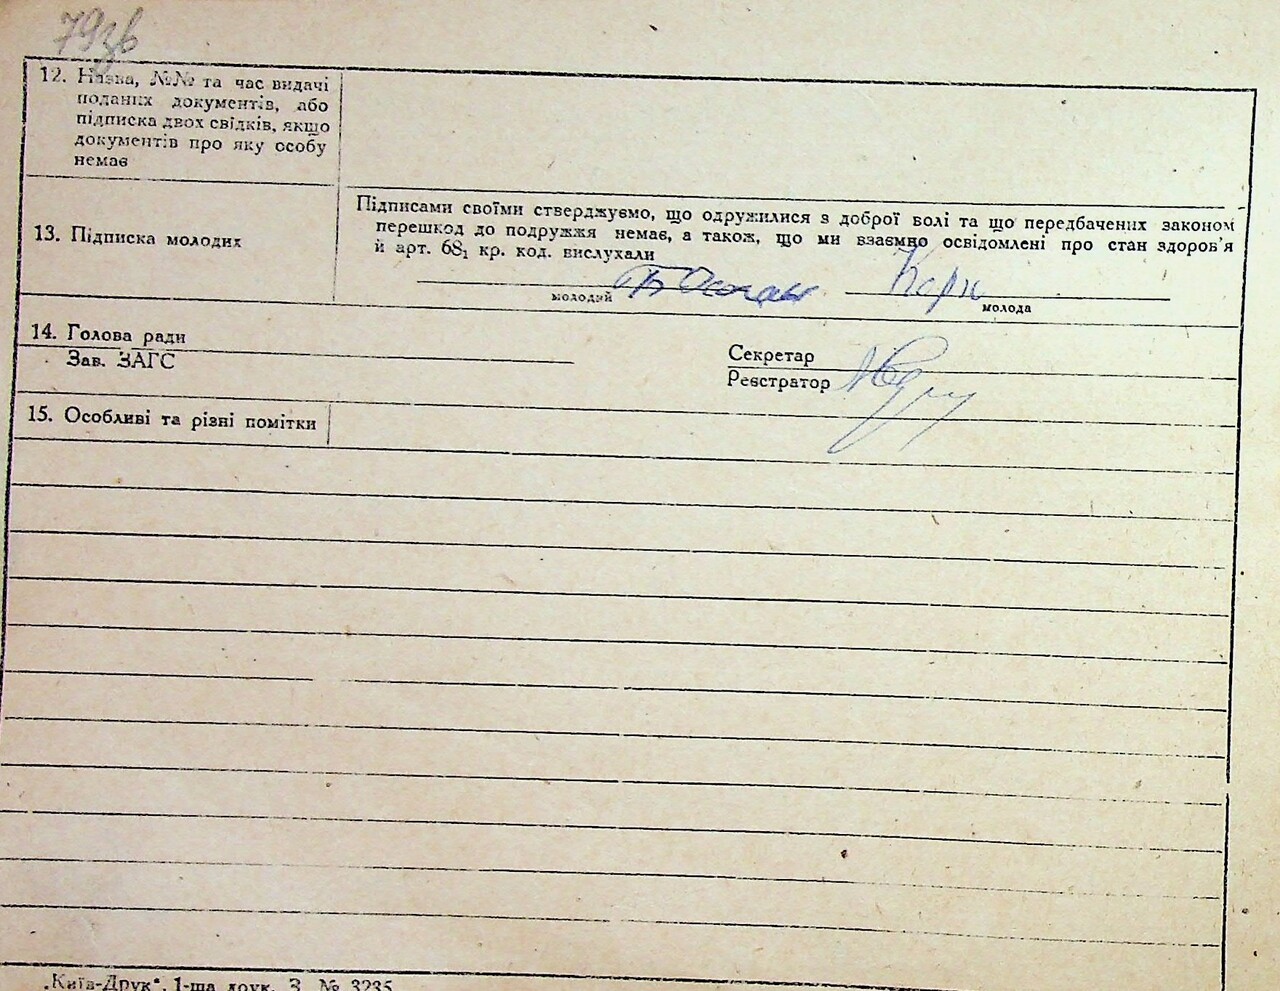 79зв
12. Назва, №№ та час видачі
поданих документів, або
підписка двох свідків, якщо
документів про яку особу
немає
13. Підписка молодих
Підписами своїми стверджуємо, що одружилися з доброї волі та що передбачених законом
перешкод до подружжя немає, а також, що ми взаємно освідомлені про стан здоров'я
й арт. 68₁ кр. код. вислухали
молодий
молода
14. Голова ради
Зав. ЗАГС
Секретар
Реєстратор
15. Особливі та різні помітки
„Київ-Друк“. 1-ша друк. З. № 3235